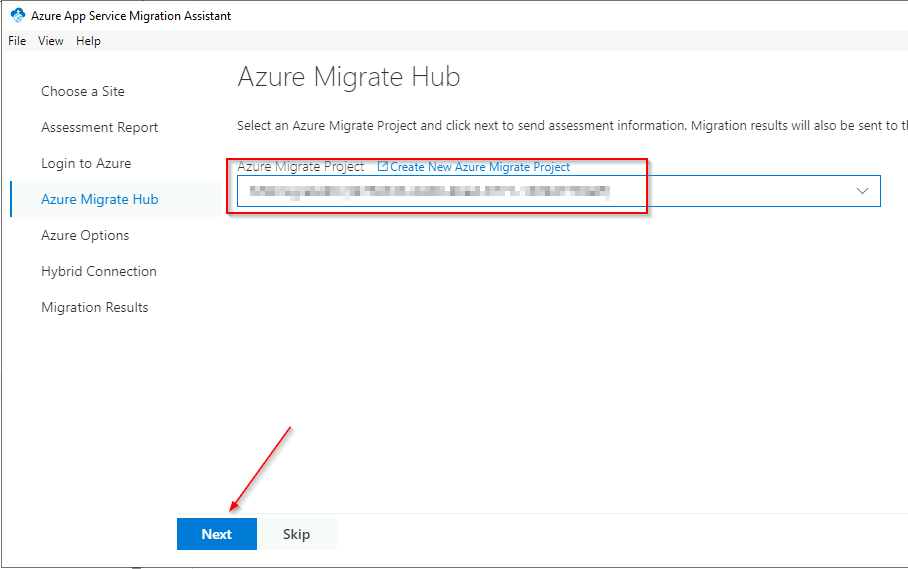 Azure App Service Migration Assistant
File View Help
Choose a Site
Assessment Report
Login to Azure
Azure Migrate Hub
Azure Options
Hybrid Connection
Migration Results
Azure Migrate Hub
Select an Azure Migrate Project and click next to send assessment information. Migration results will also be sent to
Azure Migrate Project Create New Azure Migrate Project
Next Skip